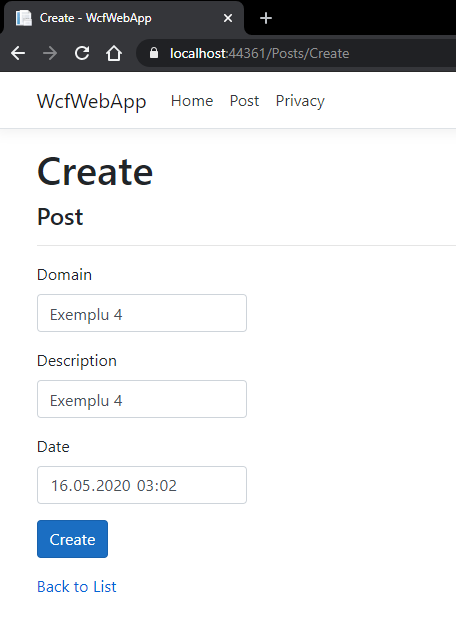 Create - WcfWebApp
localhost:44361/Posts/Create
WcfWebApp Home Post Privacy
Create
Post
Domain
Exemplu 4
Description
Exemplu 4
Date
16.05.2020 03:02
Create
Back to List